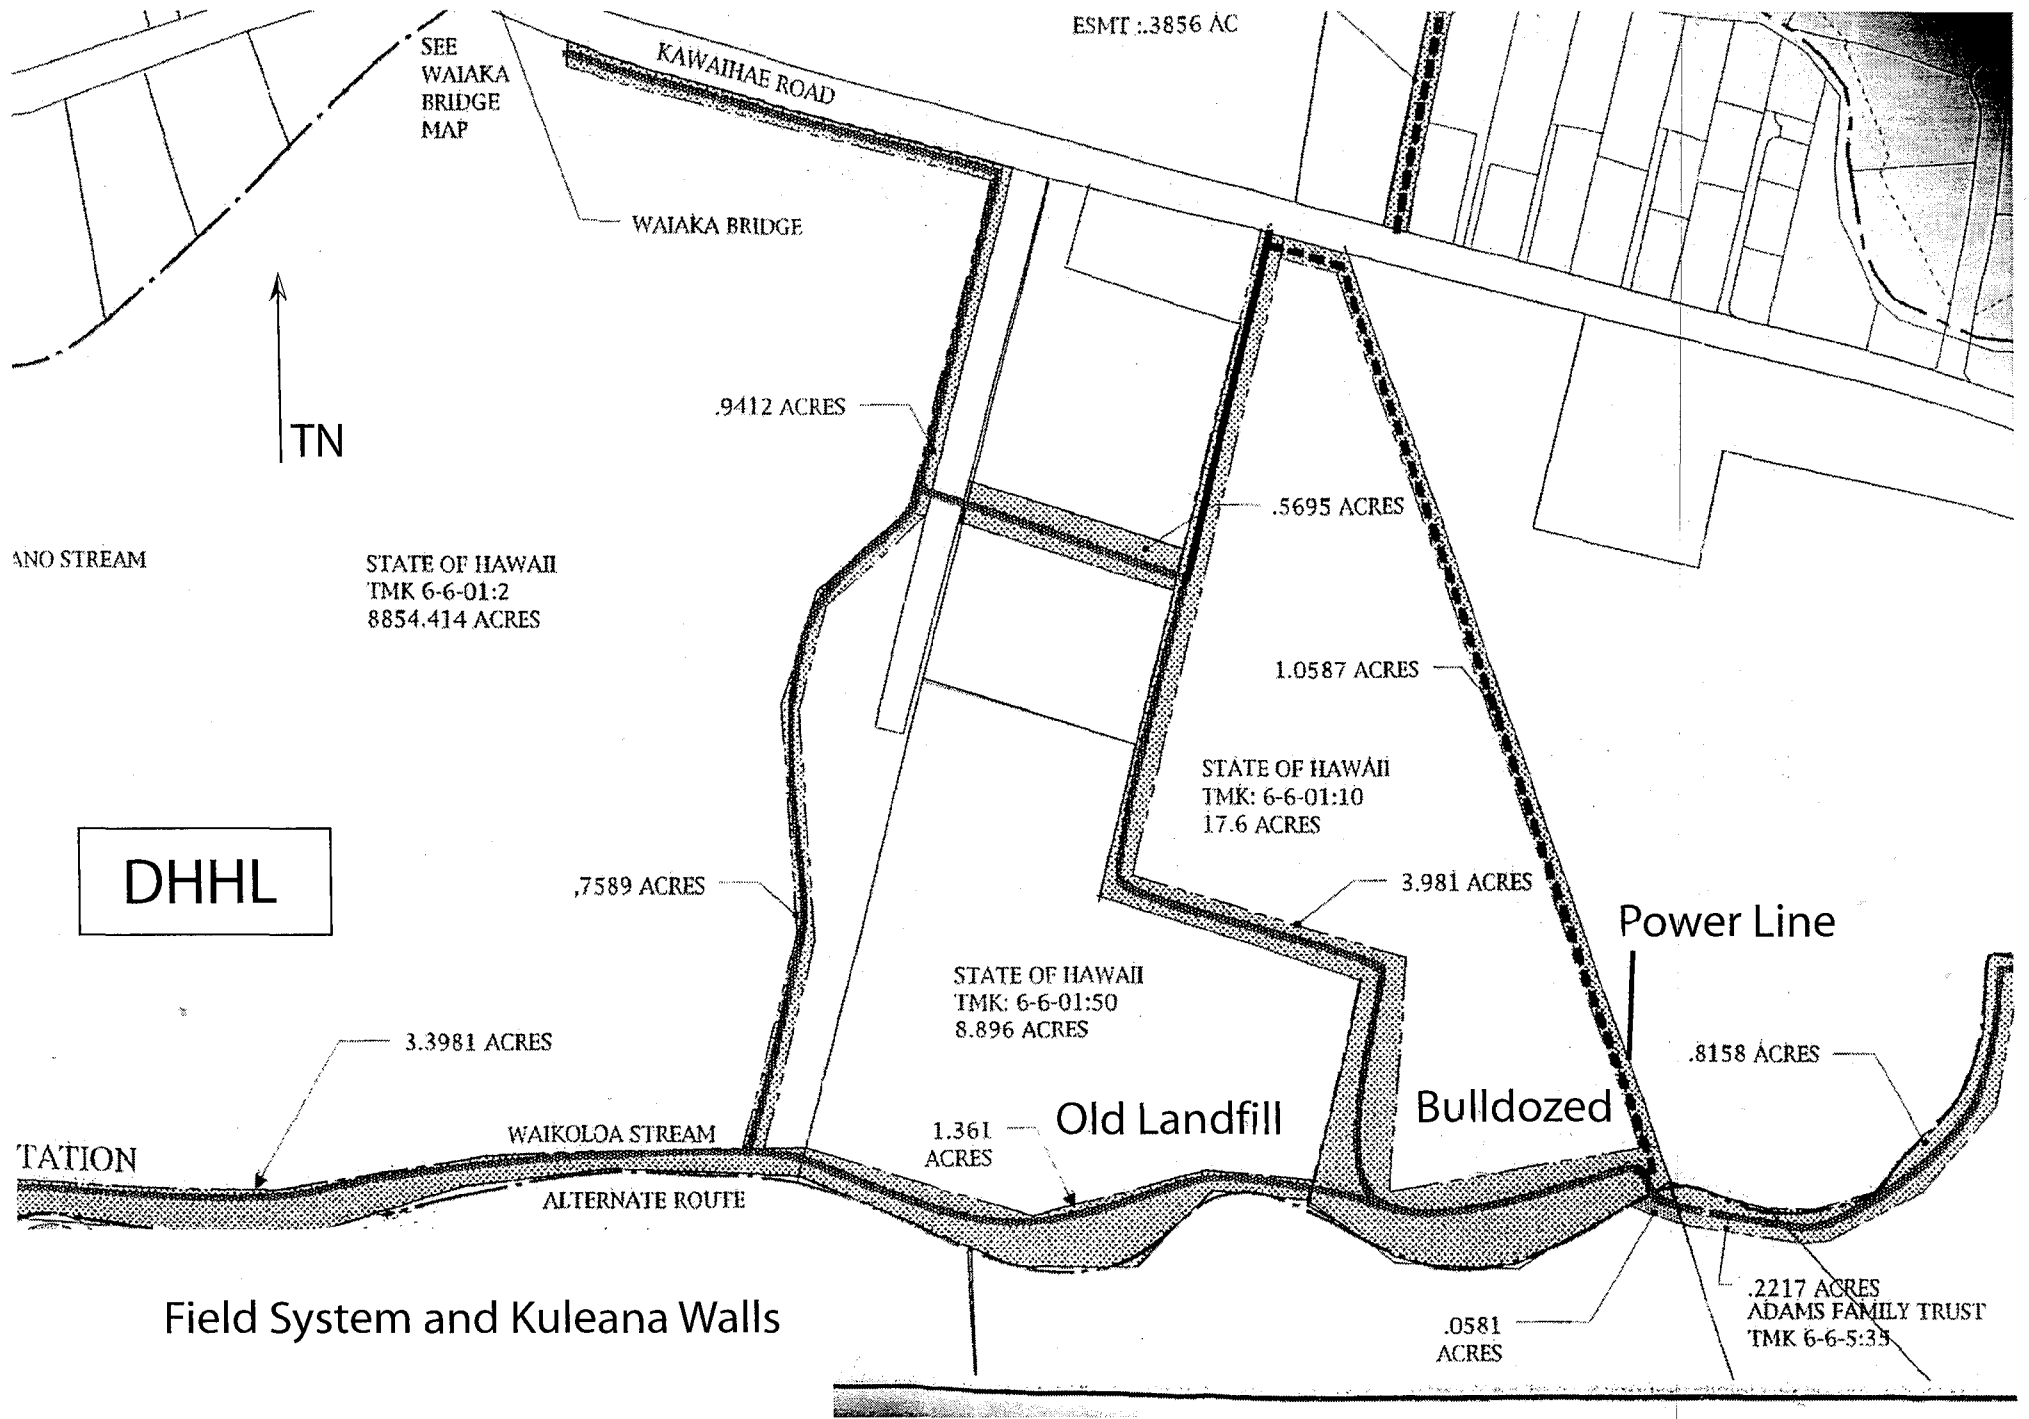 ESMT :.3856 AC
SEE
WAIAKA
BRIDGE
MAP
KAWAIHAE ROAD
WAIAKA BRIDGE
.9412 ACRES
TN
.5695 ACRES
ANO STREAM
STATE OF HAWAII
TMK 6-6-01:2
8854.414 ACRES
1.0587 ACRES
STATE OF HAWAII
TMK: 6-6-01:10
17.6 ACRES
DHHL
,7589 ACRES
3.981 ACRES
Power Line
STATE OF HAWAII
TMK: 6-6-01:50
8.896 ACRES
3.3981 ACRES
.8158 ACRES
Old Landfill
Bulldozed
WAIKOLOA STREAM
1.361
ACRES
TATION
ALTERNATE ROUTE
Field System and Kuleana Walls
.2217 ACRES
ADAMS FAMILY TRUST
TMK 6-6-5:35
.0581
ACRES